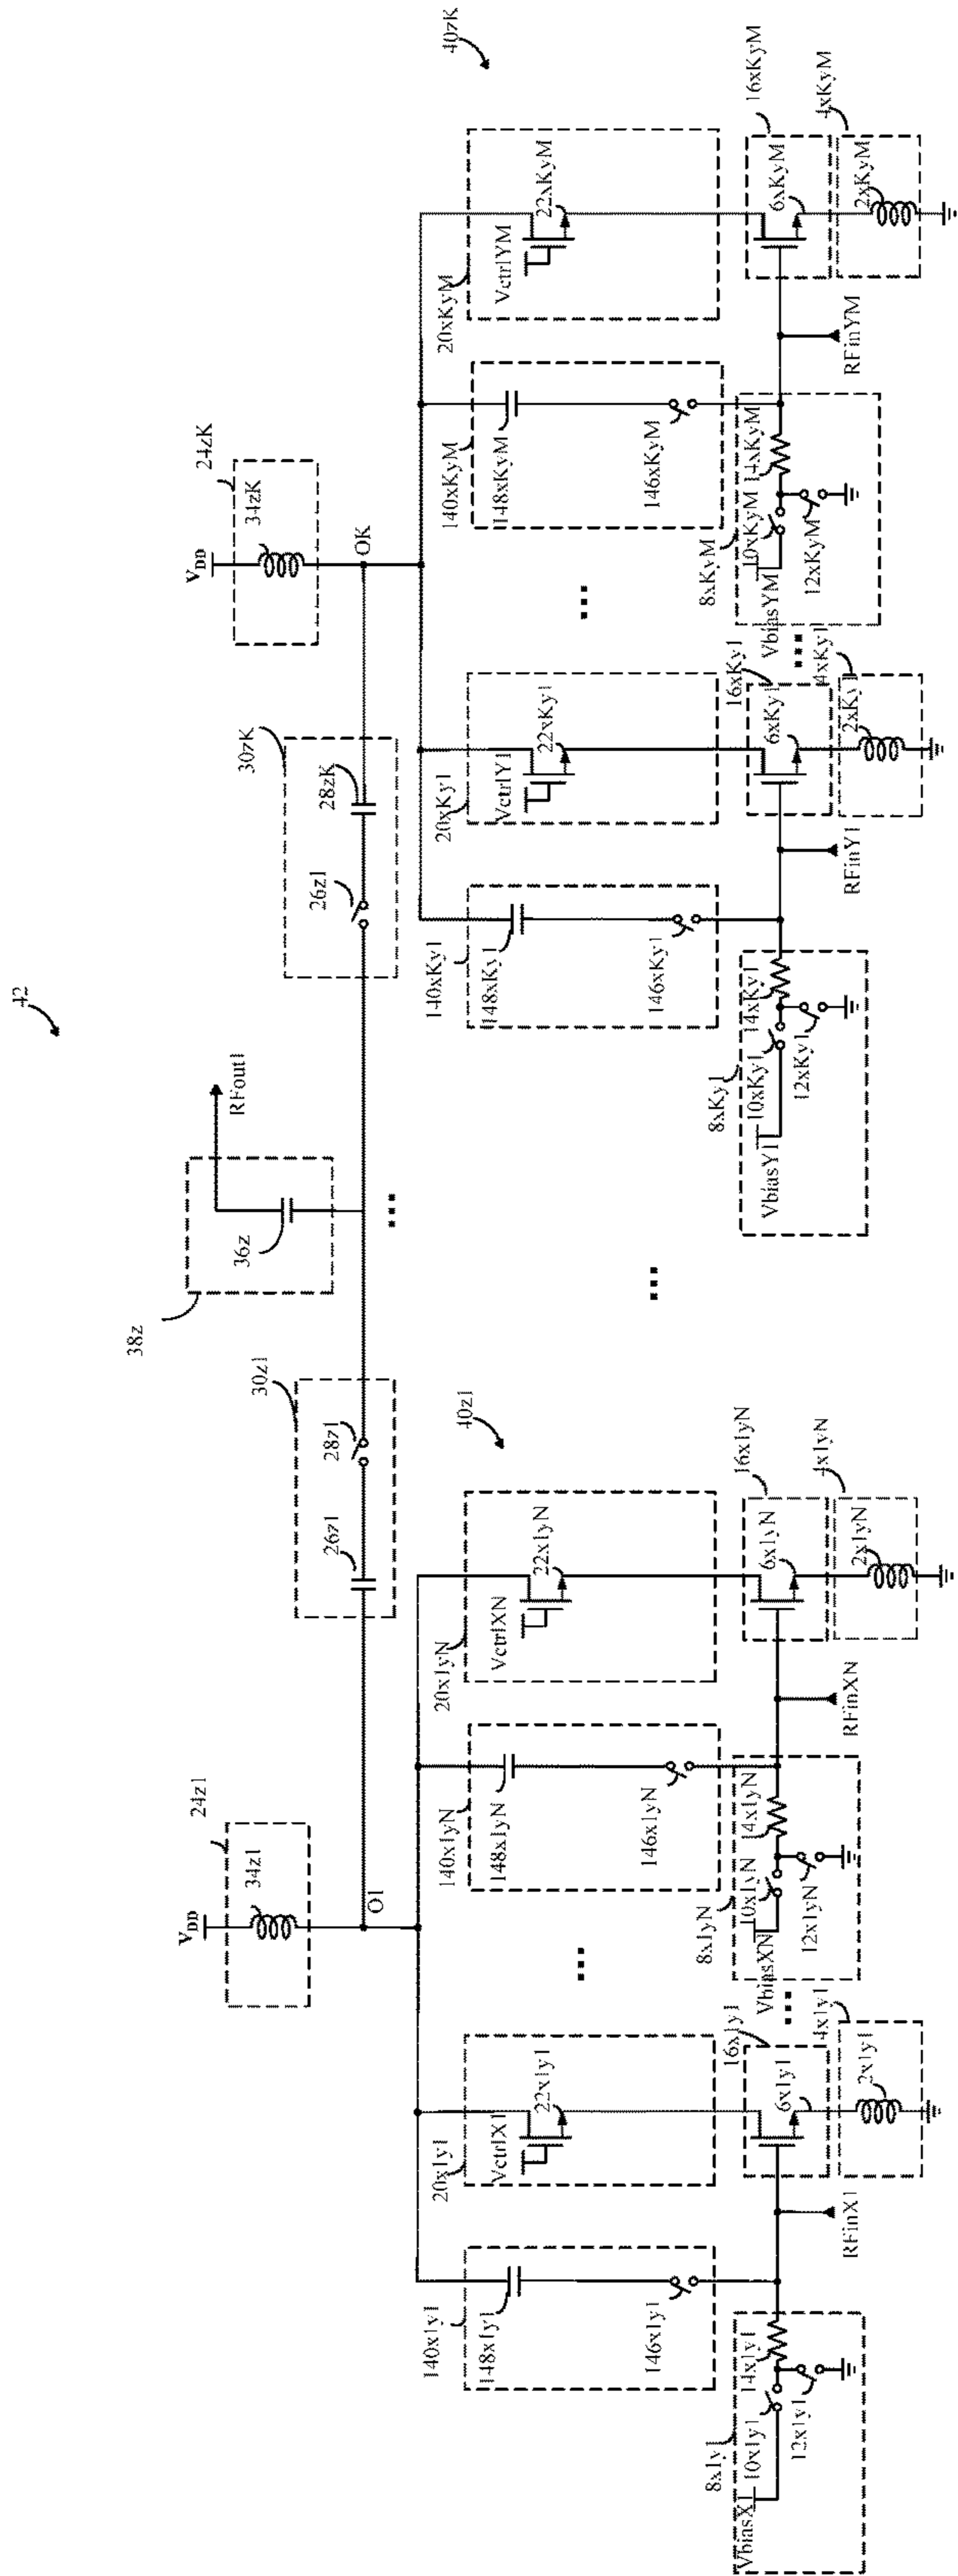 42
40zK
24zK
34zK
VDD
OK
30zK
28zK
26z1
RFout1
36z
38z
30z1
28z1
26z1
40z1
24z1
34z1
VDD
O1
20xKyM
VctrlYM
22xKyM
16xKyM
6xKyM
4xKyM
2xKyM
RFinYM
140xKyM
148xKyM
146xKyM
8xKyM
14xKyM
10xKyM
12xKyM
VbiasYM
...
...
20xKy1
VctrlY1
22xKy1
16xKy1
6xKy1
4xKy1
2xKy1
RFinY1
140xKy1
148xKy1
146xKy1
8xKy1
14xKy1
10xKy1
12xKy1
VbiasY1
...
...
20x1yN
VctrlXN
22x1yN
16x1yN
6x1yN
4x1yN
2x1yN
RFinXN
140x1yN
148x1yN
146x1yN
8x1yN
14x1yN
10x1yN
12x1yN
VbiasXN
...
...
20x1y1
VctrlX1
22x1y1
16x1y1
6x1y1
4x1y1
2x1y1
RFinX1
140x1y1
148x1y1
146x1y1
8x1y1
14x1y1
10x1y1
12x1y1
VbiasX1